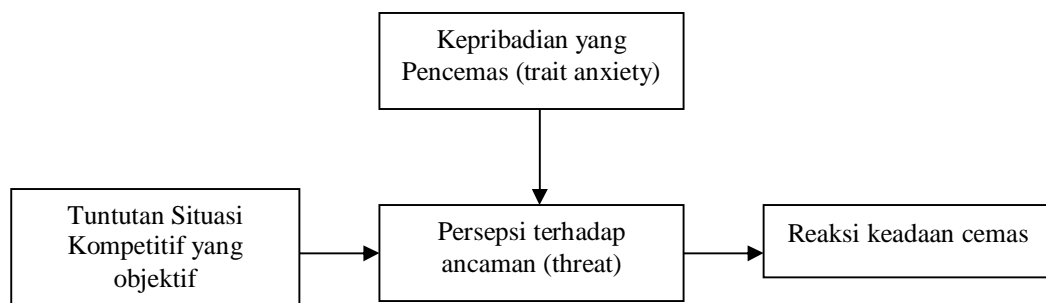 Kepribadian yang
Pencemas (trait anxiety)
Tuntutan Situasi
Kompetitif yang
objektif
Persepsi terhadap
ancaman (threat)
Reaksi keadaan cemas